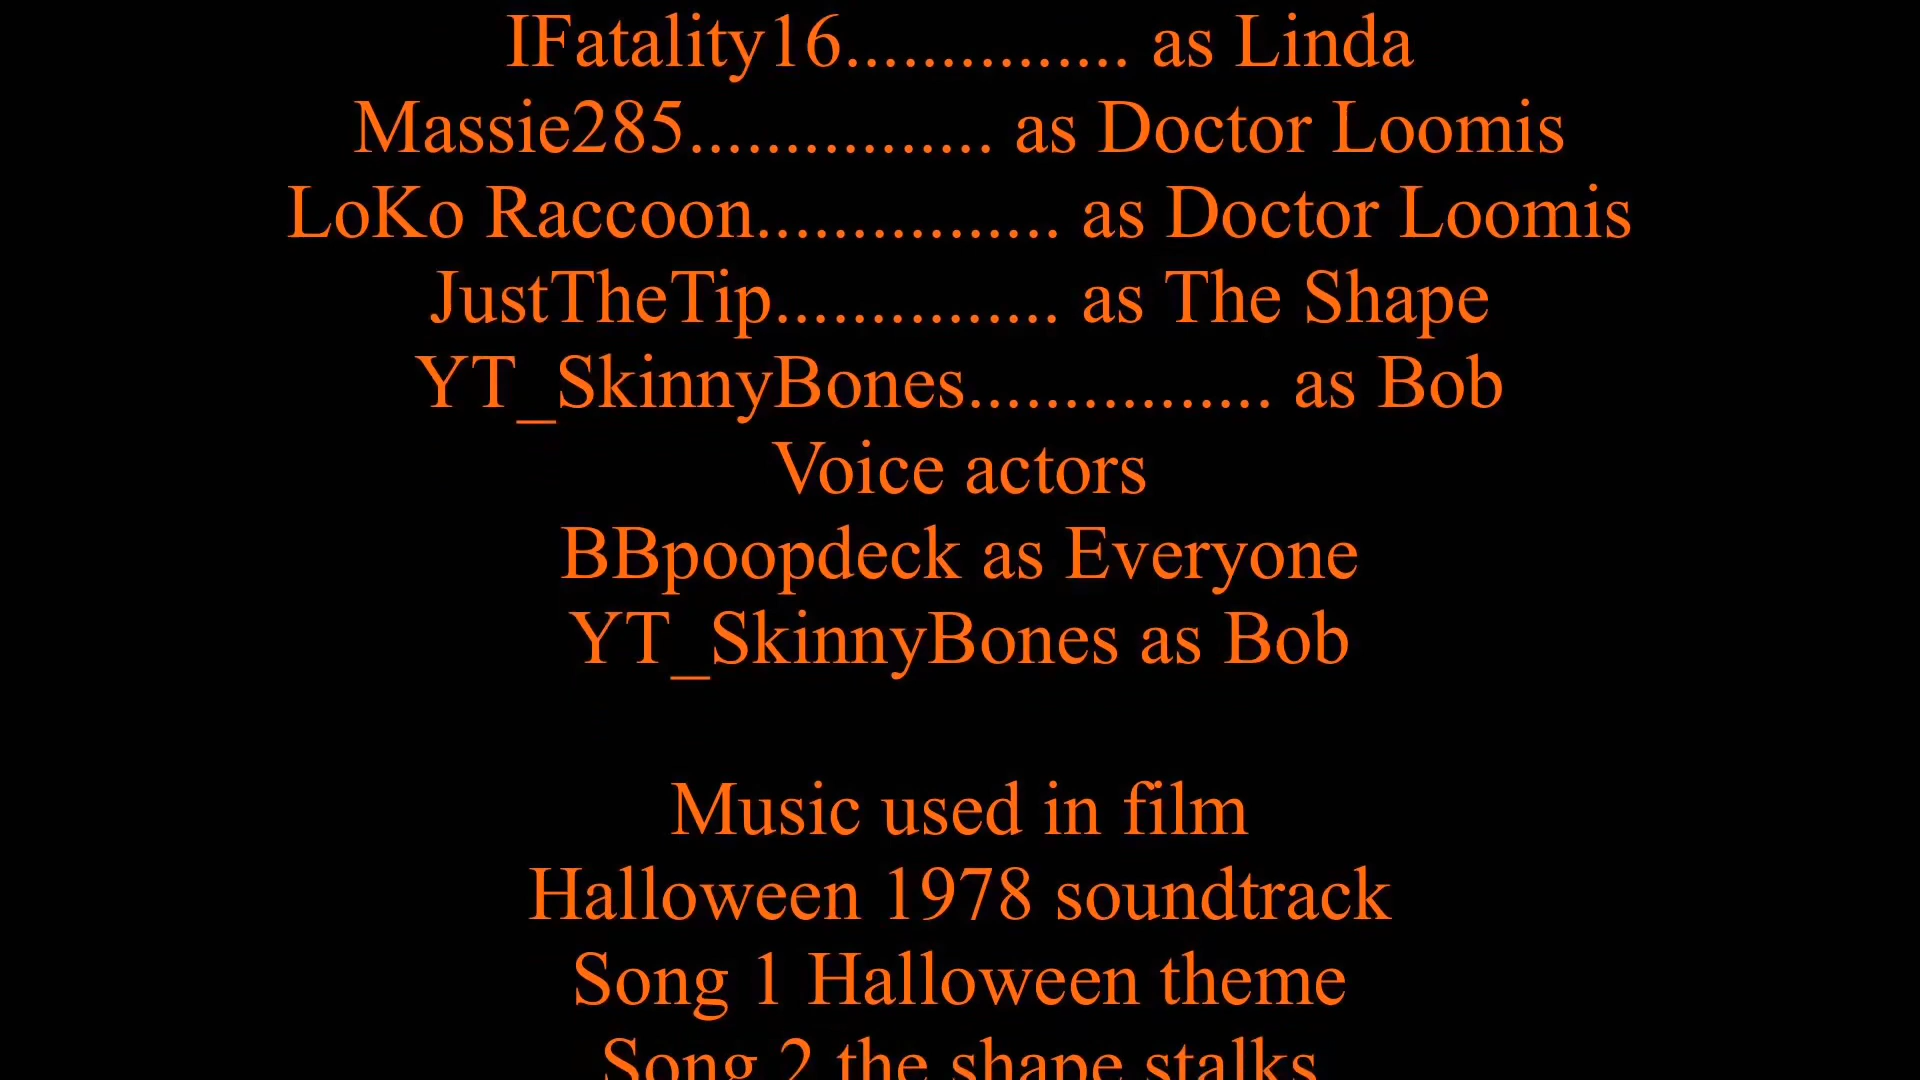 IFatality16............... as Linda
Massie285................ as Doctor Loomis
LoKo Raccoon................ as Doctor Loomis
JustTheTip............... as The Shape
YT_SkinnyBones................ as Bob
Voice actors
BBpoopdeck as Everyone
YT_SkinnyBones as Bob
Music used in film
Halloween 1978 soundtrack
Song 1 Halloween theme
Song 2 the shape stalks